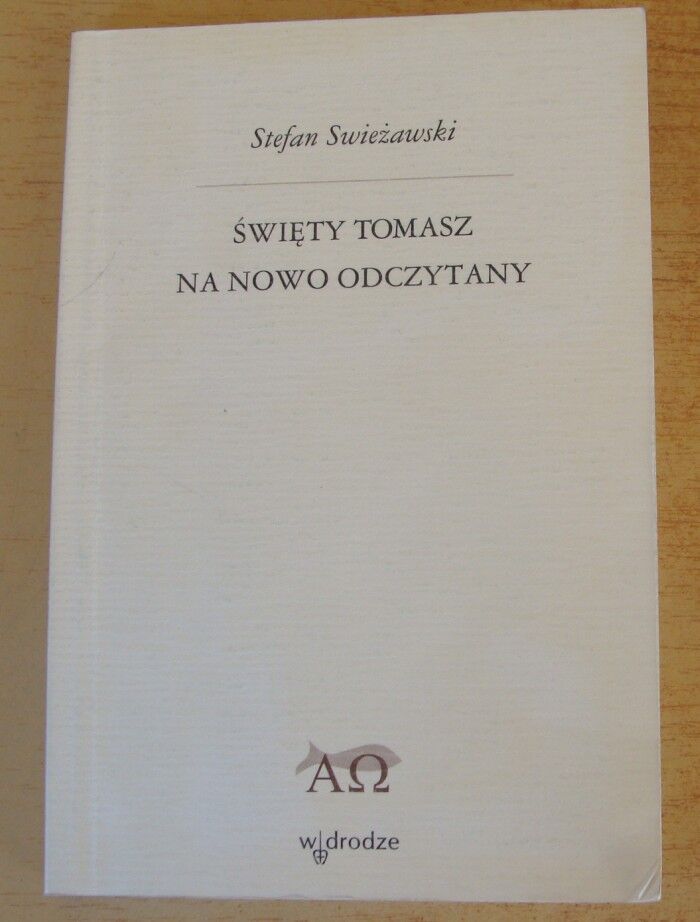 Stefan Swieżawski
ŚWIĘTY TOMASZ
NA NOWO ODCZYTANY
ΑΩ
w drodze